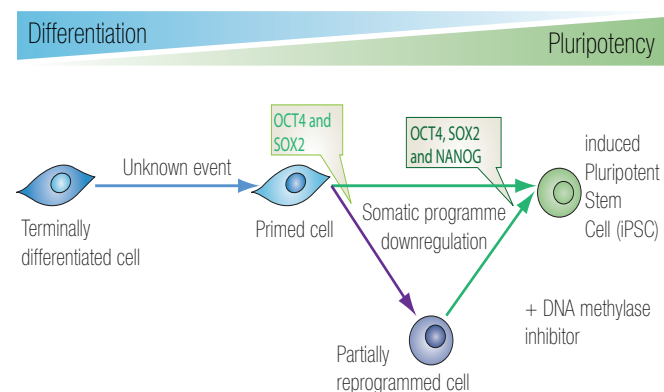 Differentiation
Pluripotency
OCT4 and
SOX2
OCT4, SOX2
and NANOG
Unknown event
induced
Pluripotent
Stem
Cell (iPSC)
Terminally
differentiated cell
Primed cell
Somatic programme
downregulation
+ DNA methylase
inhibitor
Partially
reprogrammed cell